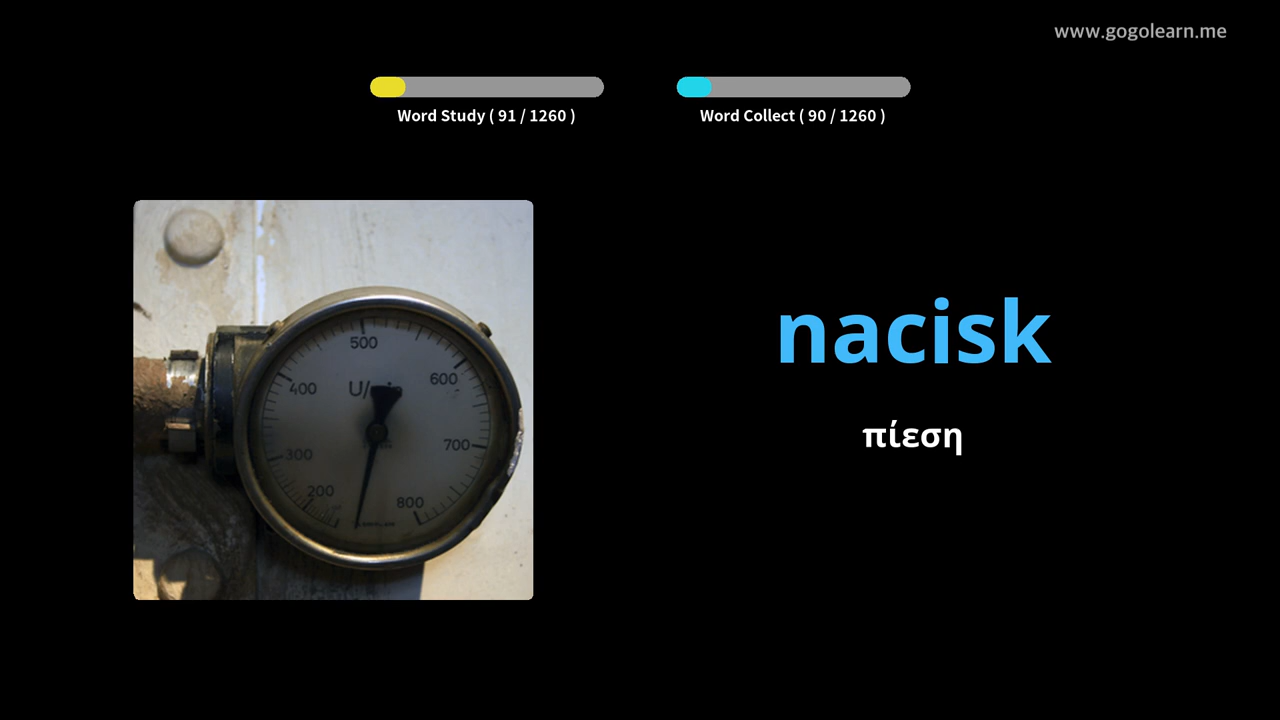 www.gogolearn.me
Word Study ( 91 / 1260 )
Word Collect ( 90 / 1260 )
500
600
400
U/
700
300
200
800
nacisk
πίεση